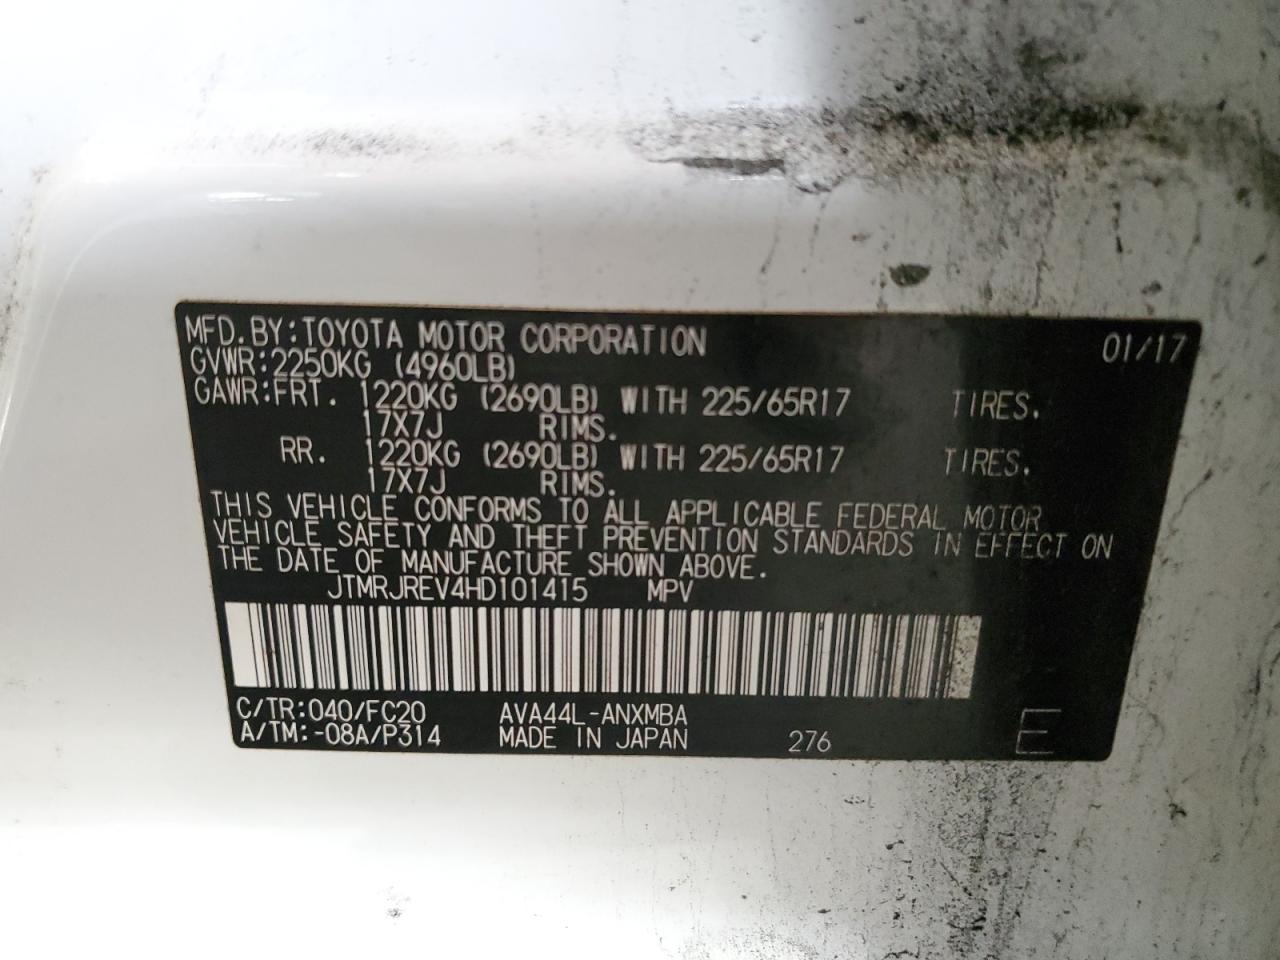 MFD.BY:TOYOTA MOTOR CORPORATION 01/17
GVWR:2250KG (4960LB)
GAWR:FRT. 1220KG (2690LB) WITH 225/65R17 TIRES.
17X7J RIMS.
RR. 1220KG (2690LB) WITH 225/65R17 TIRES.
17X7J RIMS.
THIS VEHICLE CONFORMS TO ALL APPLICABLE FEDERAL MOTOR
VEHICLE SAFETY AND THEFT PREVENTION STANDARDS IN EFFECT ON
THE DATE OF MANUFACTURE SHOWN ABOVE.
JTMRJREV4HD101415 MPV
C/TR:040/FC20 AVA44L-ANXMBA
A/TM:-08A/P314 MADE IN JAPAN 276 E